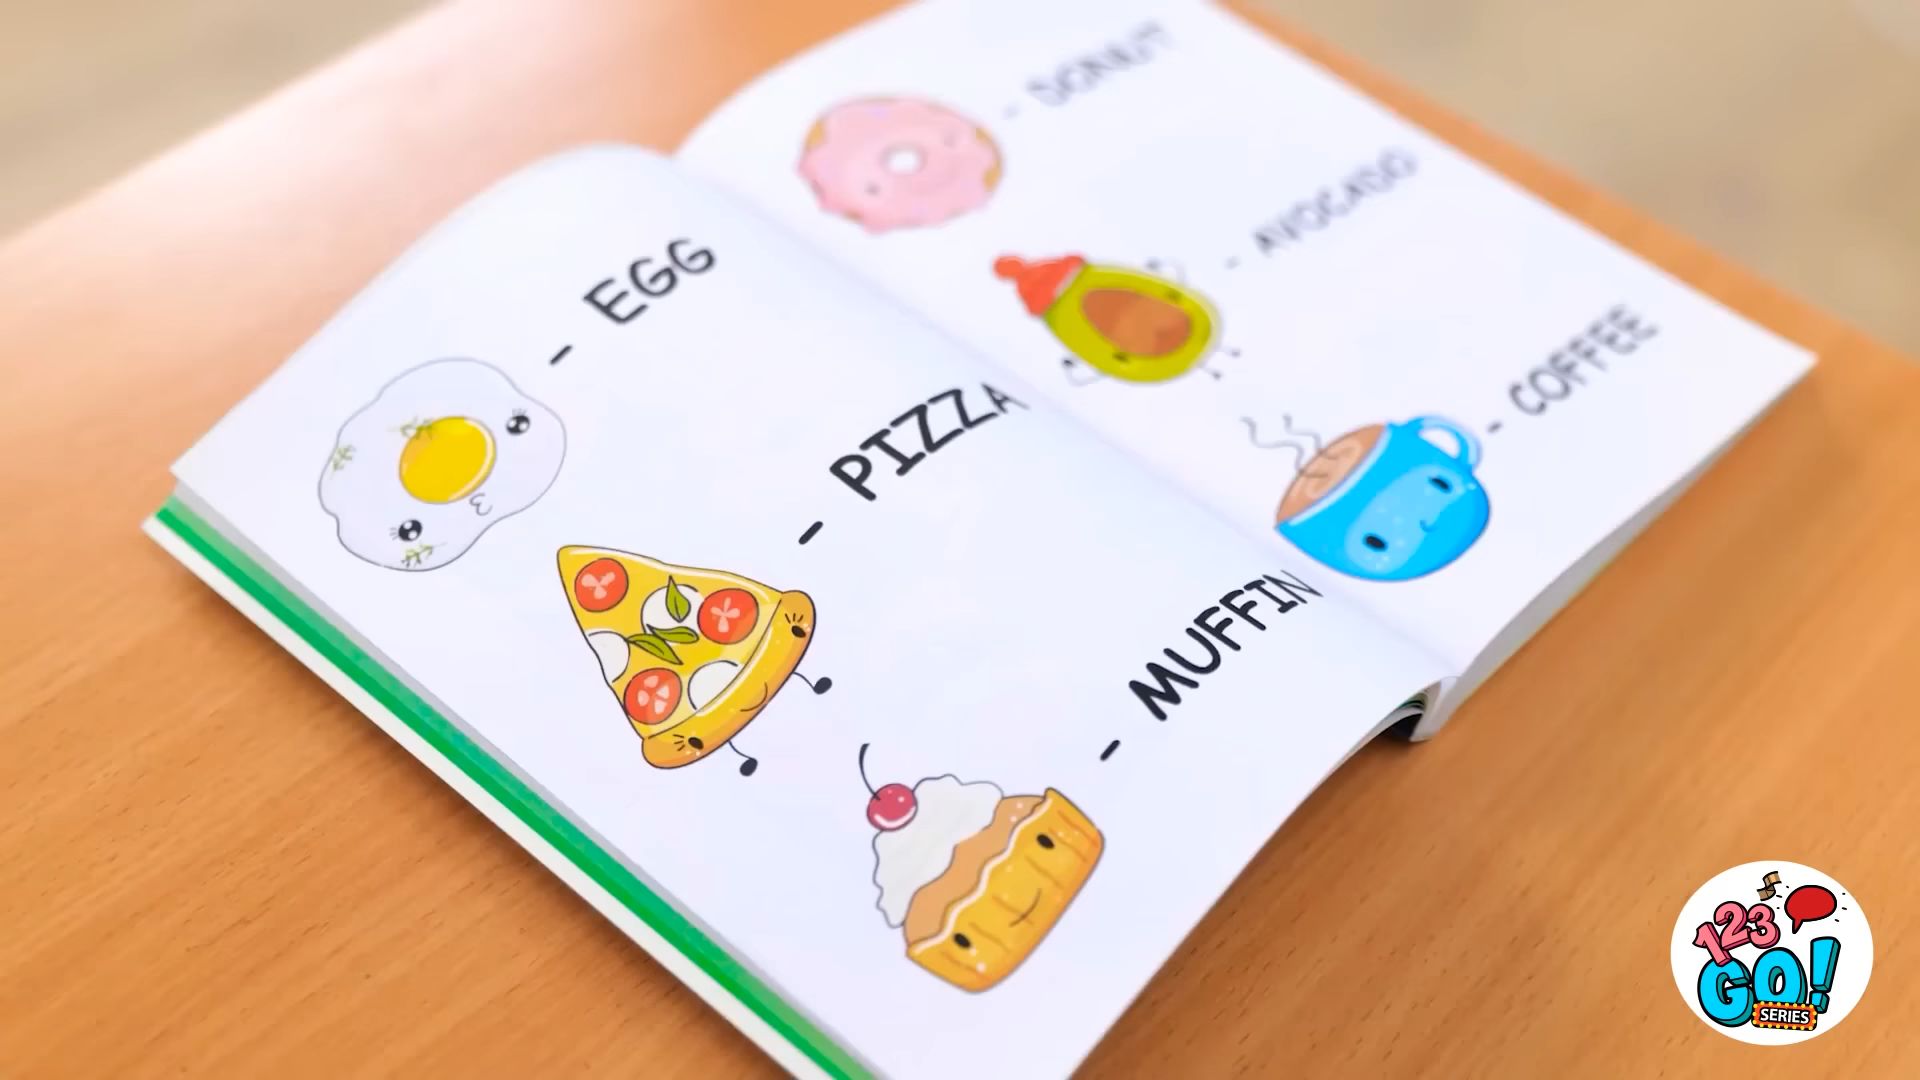 - EGG
- PIZZA
- MUFFIN
- DONUT
- AVOCADO
- COFFEE
123
GO!
SERIES